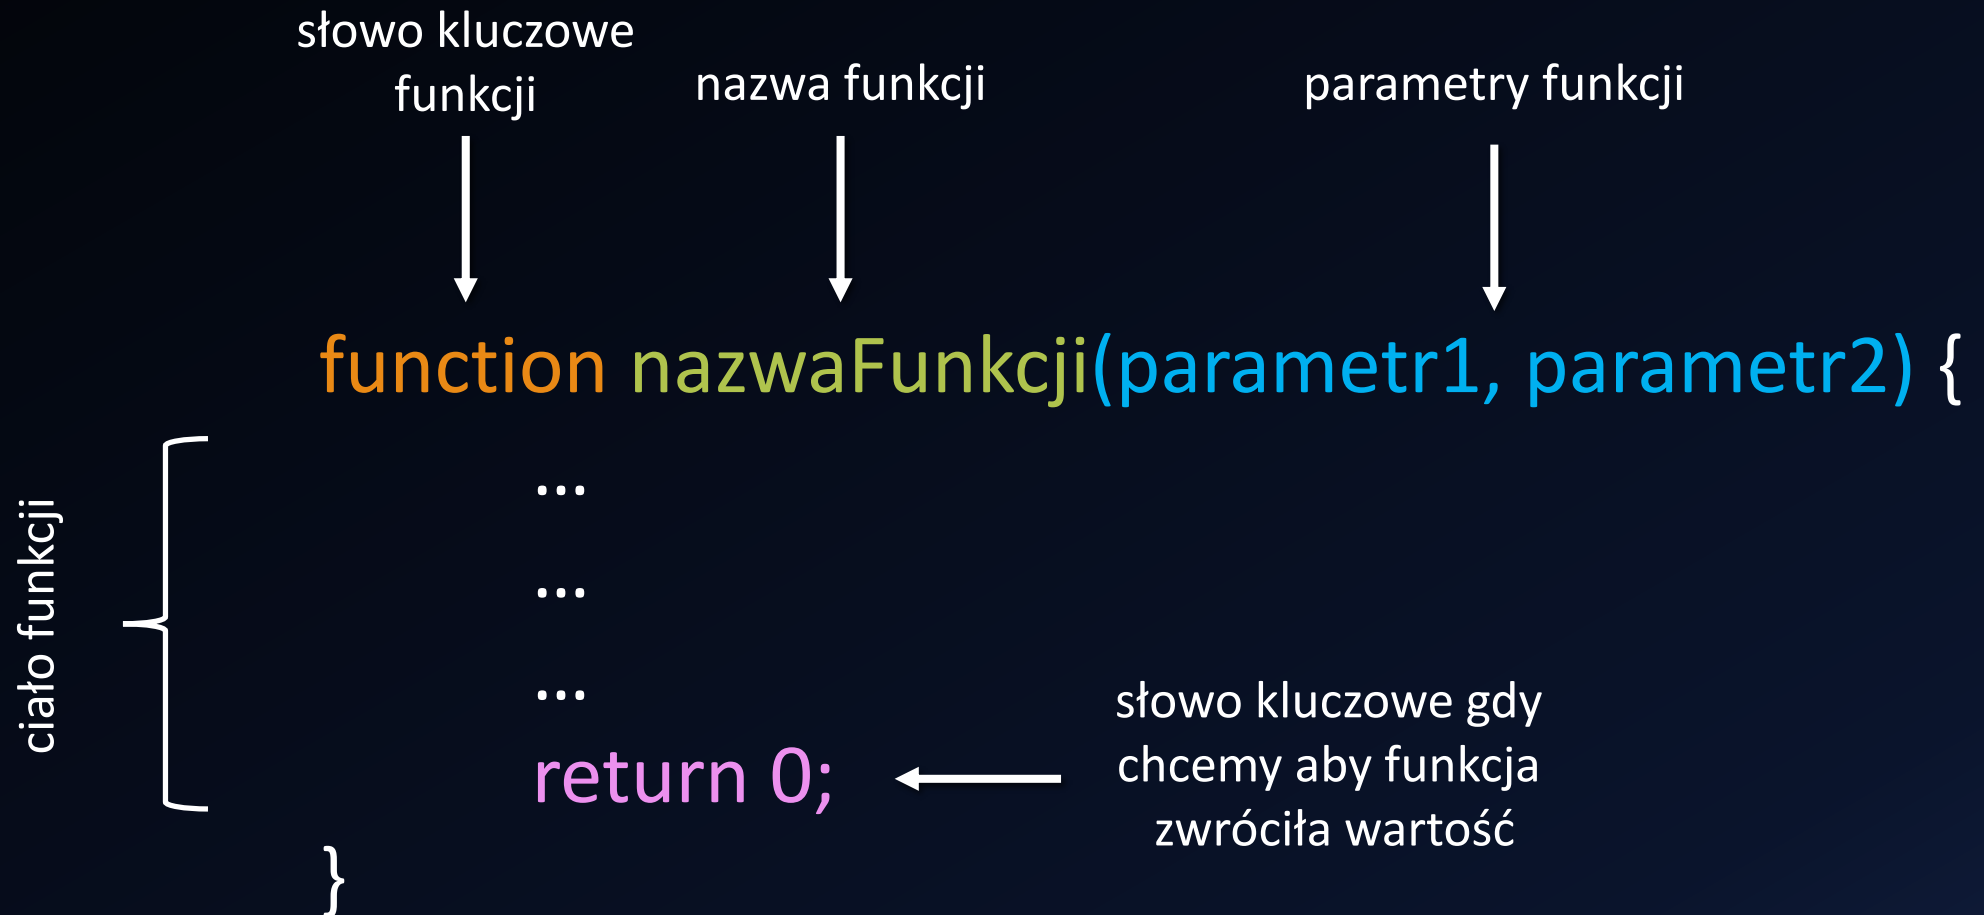 słowo kluczowe
funkcji
nazwa funkcji
parametry funkcji
function nazwaFunkcji(parametr1, parametr2) {
ciało funkcji
...
...
...
return 0;
słowo kluczowe gdy
chcemy aby funkcja
zwróciła wartość
}